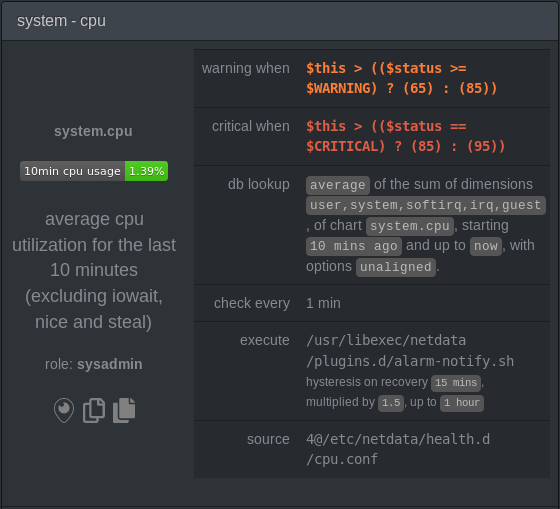 system - cpu
system.cpu
10min cpu usage 1.39%
average cpu
utilization for the last
10 minutes
(excluding iowait,
nice and steal)
role: sysadmin
warning when $this > (($status >=
$WARNING) ? (65) : (85))
critical when $this > (($status ==
$CRITICAL) ? (85) : (95))
db lookup average of the sum of dimensions
user,system,softirq,irq,guest
, of chart system.cpu, starting
10 mins ago and up to now, with
options unaligned.
check every 1 min
execute /usr/libexec/netdata
/plugins.d/alarm-notify.sh
hysteresis on recovery 15 mins,
multiplied by 1.5, up to 1 hour
source 4@/etc/netdata/health.d
/cpu.conf